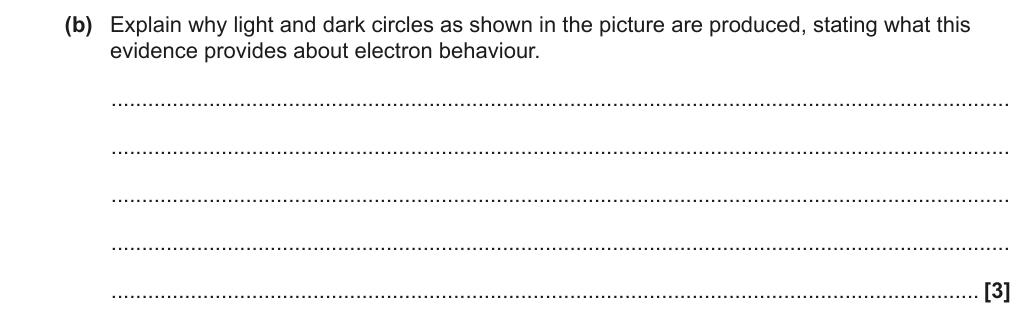 (b) Explain why light and dark circles as shown in the picture are produced, stating what this
evidence provides about electron behaviour.
[3]